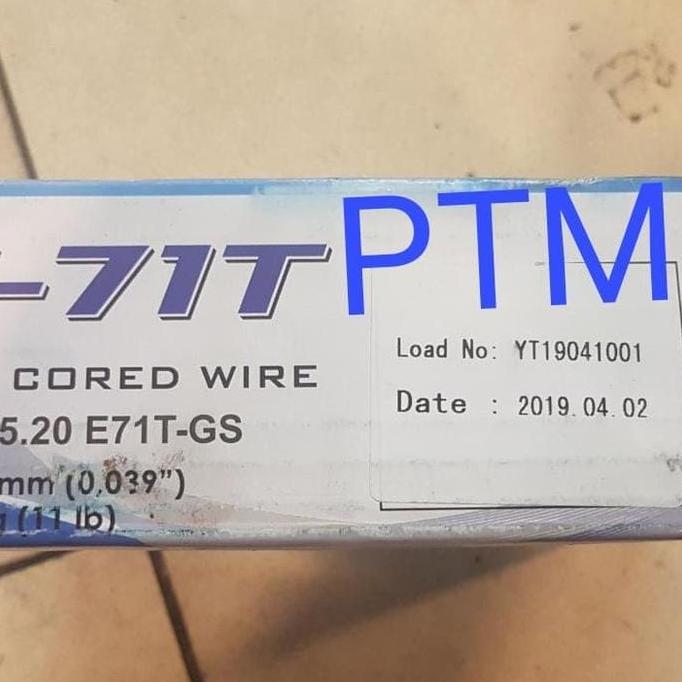 -71T
PTM
CORED WIRE
5.20 E71T-GS
mm (0,039")
g (11 lb)
Load No: YT19041001
Date : 2019.04.02